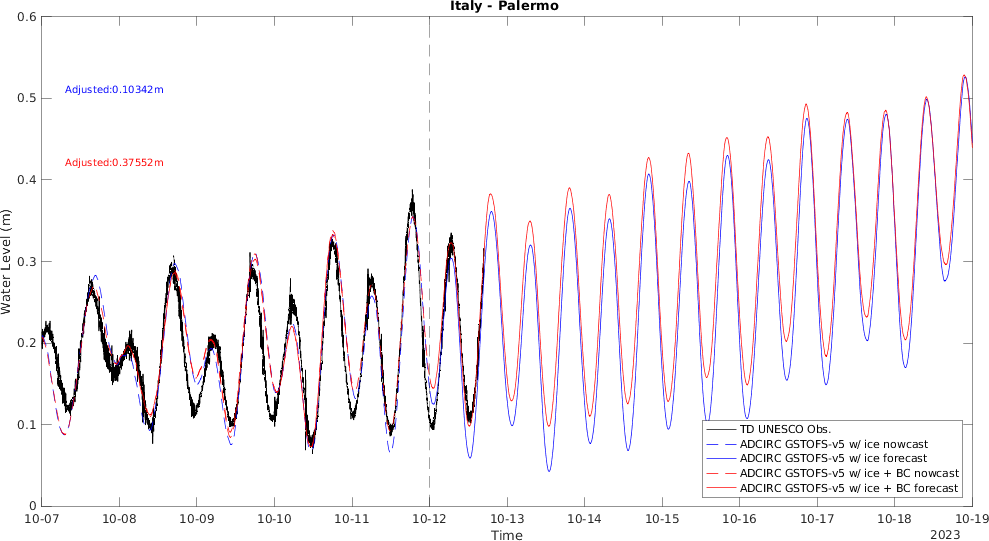 Italy - Palermo
0.6
0.5
0.4
0.3
0.2
0.1
0
Water Level (m)
Adjusted:0.10342m
Adjusted:0.37552m
TD UNESCO Obs.
ADCIRC GSTOFS-v5 w/ ice nowcast
ADCIRC GSTOFS-v5 w/ ice forecast
ADCIRC GSTOFS-v5 w/ ice + BC nowcast
ADCIRC GSTOFS-v5 w/ ice + BC forecast
10-07 10-08 10-09 10-10 10-11 10-12 10-13 10-14 10-15 10-16 10-17 10-18 10-19
Time
2023